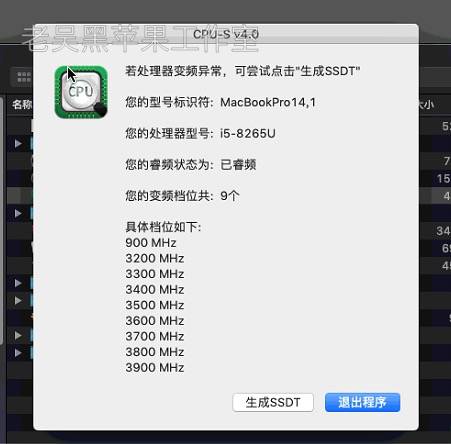 老吴黑苹果工作室
CPU-S v4.0
若处理器变频异常，可尝试点击"生成SSDT"
CPU
您的型号标识符: MacBookPro14,1
您的处理器型号: i5-8265U
您的睿频状态为: 已睿频
您的变频档位共: 9个
具体档位如下:
900 MHz
3200 MHz
3300 MHz
3400 MHz
3500 MHz
3600 MHz
3700 MHz
3800 MHz
3900 MHz
生成SSDT 退出程序
名称
大小